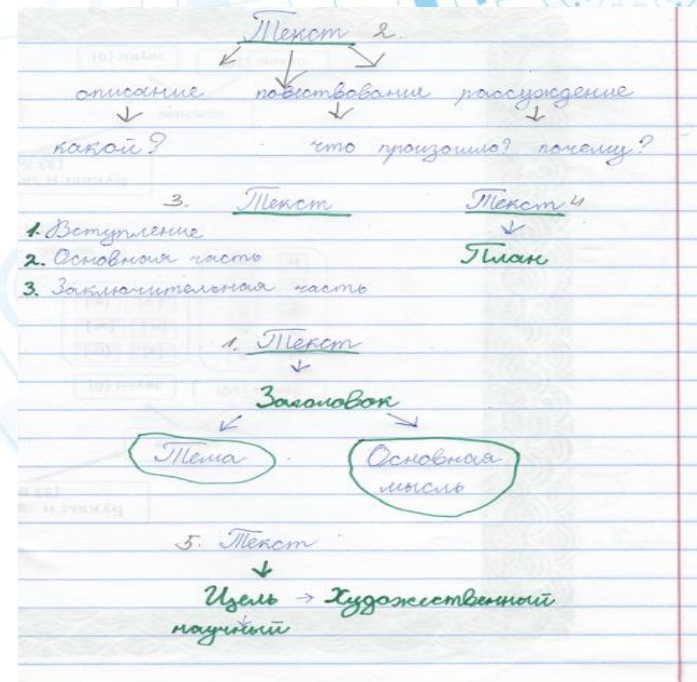 Текст 2.
описание повествование рассуждение
какой? что произошло? почему?
3. Текст Текст 4
1. Вступление
План
2. Основная часть
3. Заключительная часть
1. Текст
Заголовок
Тема Основная
мысль
5. Текст
Цель → Художественный
научный